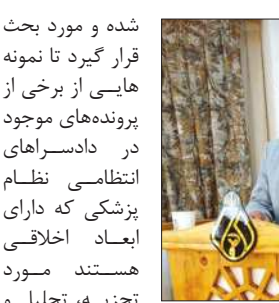 شده و مورد بحث
قرار گیرد تا نمونه
هایی از برخی از
پرونده‌های موجود
در دادسراهای
انتظامی نظام
پزشکی که دارای
ابعاد اخلاقی
هستند مورد
تجزیه، تحلیل و